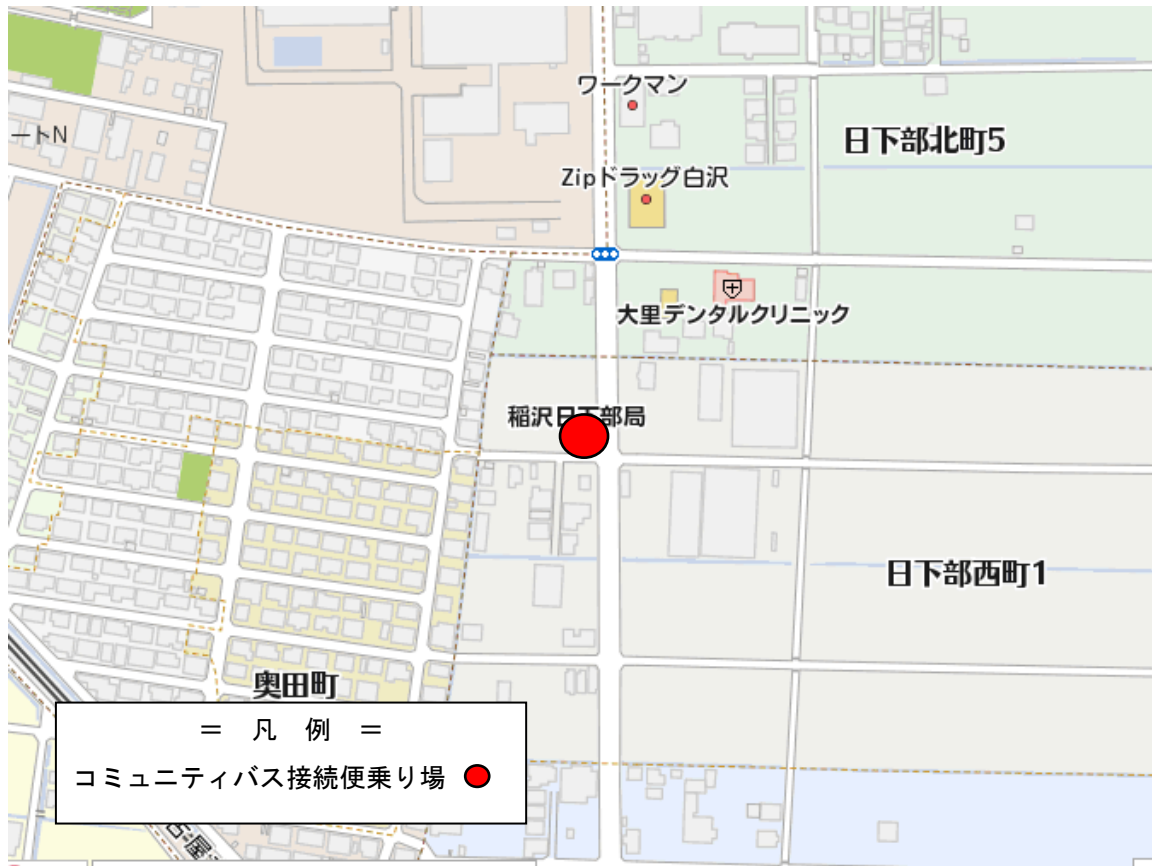 ワークマン
ートN
日下部北町5
Zipドラッグ白沢
大里デンタルクリニック
稲沢日下部局
日下部西町1
奥田町
＝ 凡 例 ＝
コミュニティバス接続便乗り場